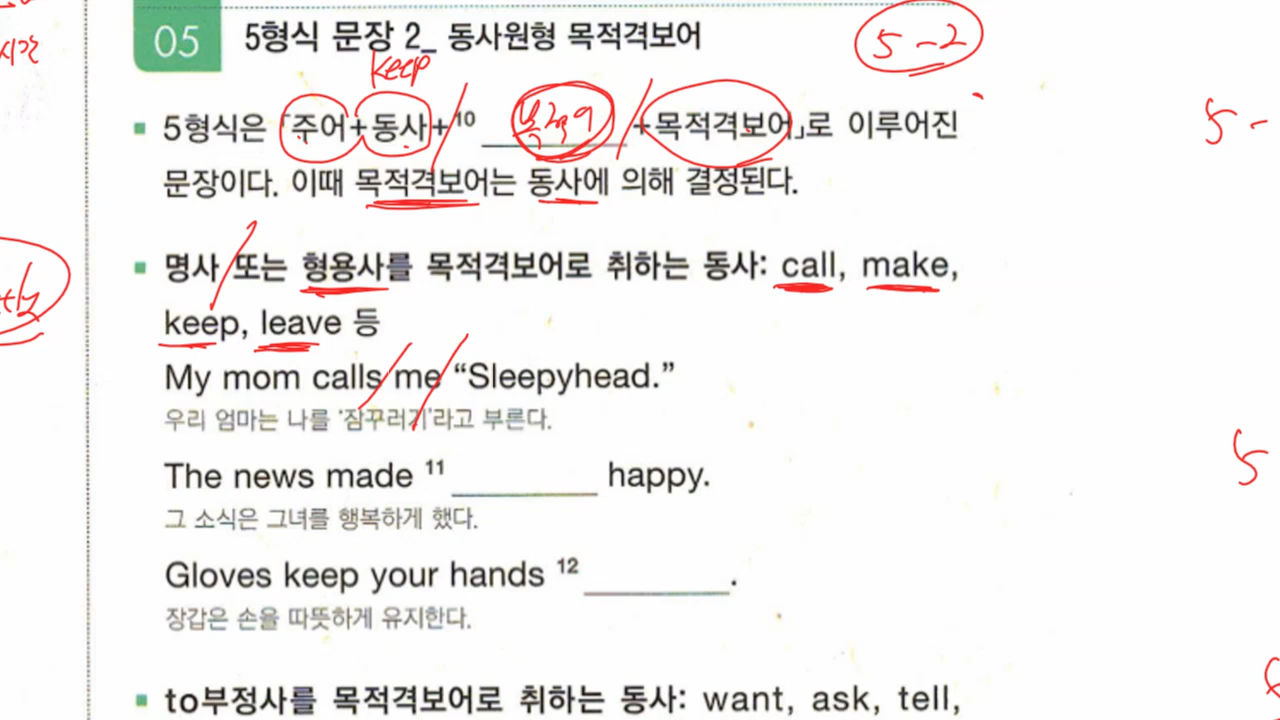 05 5형식 문장 2_ 동사원형 목적격보어
5-2
시간
keep
5형식은 「주어+동사+¹⁰ 목적어 +목적격보어」로 이루어진
5-
문장이다. 이때 목적격보어는 동사에 의해 결정된다.
명사 또는 형용사를 목적격보어로 취하는 동사: call, make,
keep, leave 등
My mom calls me “Sleepyhead.”
우리 엄마는 나를 ‘잠꾸러기’라고 부른다.
5
The news made ¹¹ ________ happy.
그 소식은 그녀를 행복하게 했다.
Gloves keep your hands ¹² ________.
장갑은 손을 따뜻하게 유지한다.
to부정사를 목적격보어로 취하는 동사: want, ask, tell,